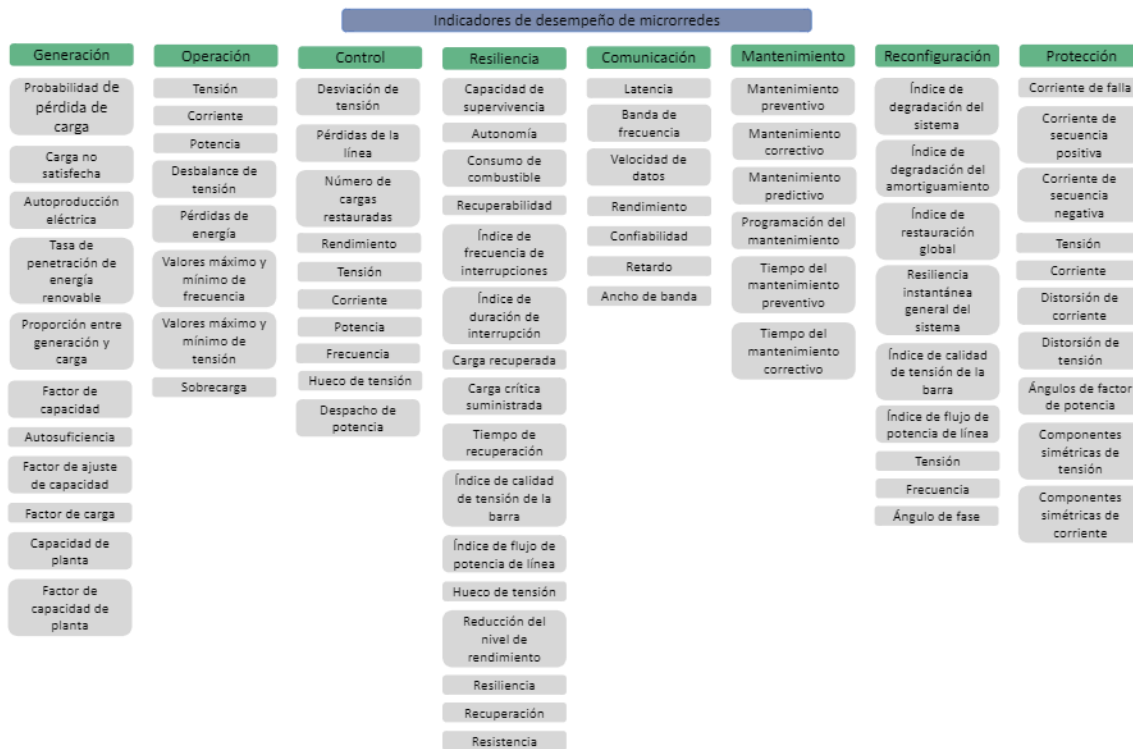 Indicadores de desempeño de microrredes
Generación
Probabilidad de
pérdida de
carga
Carga no
satisfecha
Autoproducción
eléctrica
Tasa de
penetración de
energía
renovable
Proporción entre
generación y
carga
Factor de
capacidad
Autosuficiencia
Factor de ajuste
de capacidad
Factor de carga
Capacidad de
planta
Factor de
capacidad de
planta
Operación
Tensión
Corriente
Potencia
Desbalance de
tensión
Pérdidas de
energía
Valores máximo y
mínimo de
frecuencia
Valores máximo y
mínimo de
tensión
Sobrecarga
Control
Desviación de
tensión
Pérdidas de la
línea
Número de
cargas
restauradas
Rendimiento
Tensión
Corriente
Potencia
Frecuencia
Hueco de tensión
Despacho de
potencia
Resiliencia
Capacidad de
supervivencia
Autonomía
Consumo de
combustible
Recuperabilidad
Índice de
frecuencia de
interrupciones
Índice de
duración de
interrupción
Carga recuperada
Carga crítica
suministrada
Tiempo de
recuperación
Índice de calidad
de tensión de la
barra
Índice de flujo de
potencia de línea
Hueco de tensión
Reducción del
nivel de
rendimiento
Resiliencia
Recuperación
Resistencia
Comunicación
Latencia
Banda de
frecuencia
Velocidad de
datos
Rendimiento
Confiabilidad
Retardo
Ancho de banda
Mantenimiento
Mantenimiento
preventivo
Mantenimiento
correctivo
Mantenimiento
predictivo
Programación del
mantenimiento
Tiempo del
mantenimiento
preventivo
Tiempo del
mantenimiento
correctivo
Reconfiguración
Índice de
degradación del
sistema
Índice de
degradación del
amortiguamiento
Índice de
restauración
global
Resiliencia
instantánea
general del
sistema
Índice de calidad
de tensión de la
barra
Índice de flujo de
potencia de línea
Tensión
Frecuencia
Ángulo de fase
Protección
Corriente de falla
Corriente de
secuencia
positiva
Corriente de
secuencia
negativa
Tensión
Corriente
Distorsión de
corriente
Distorsión de
tensión
Ángulos de factor
de potencia
Componentes
simétricas de
tensión
Componentes
simétricas de
corriente